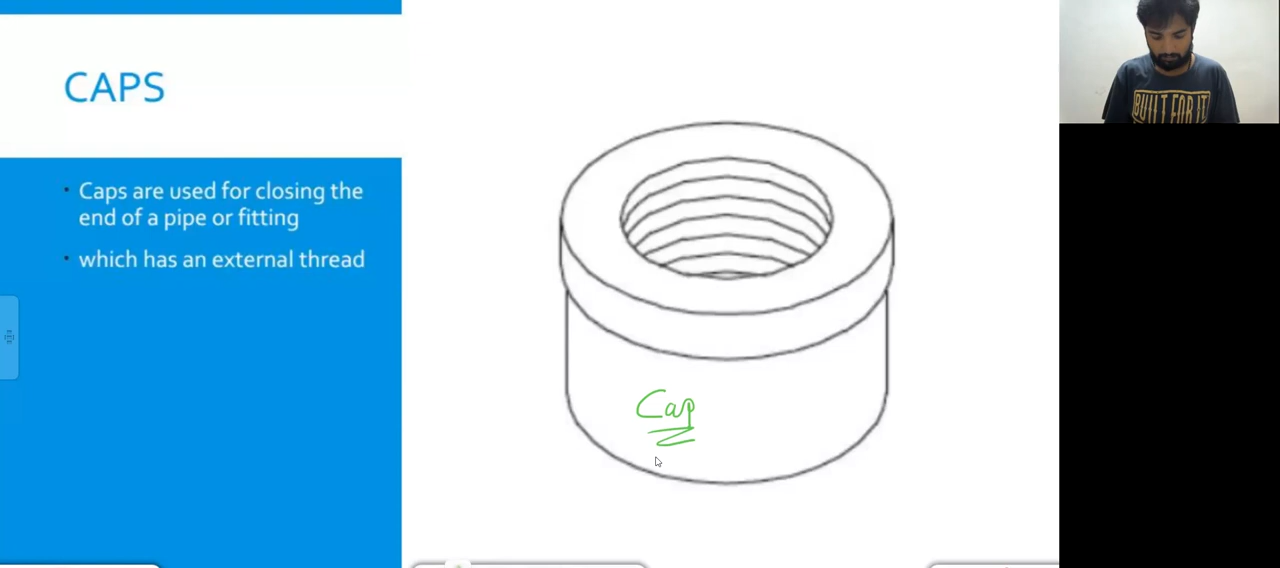 CAPS
• Caps are used for closing the
end of a pipe or fitting
• which has an external thread
Cap
BUILT FOR IT